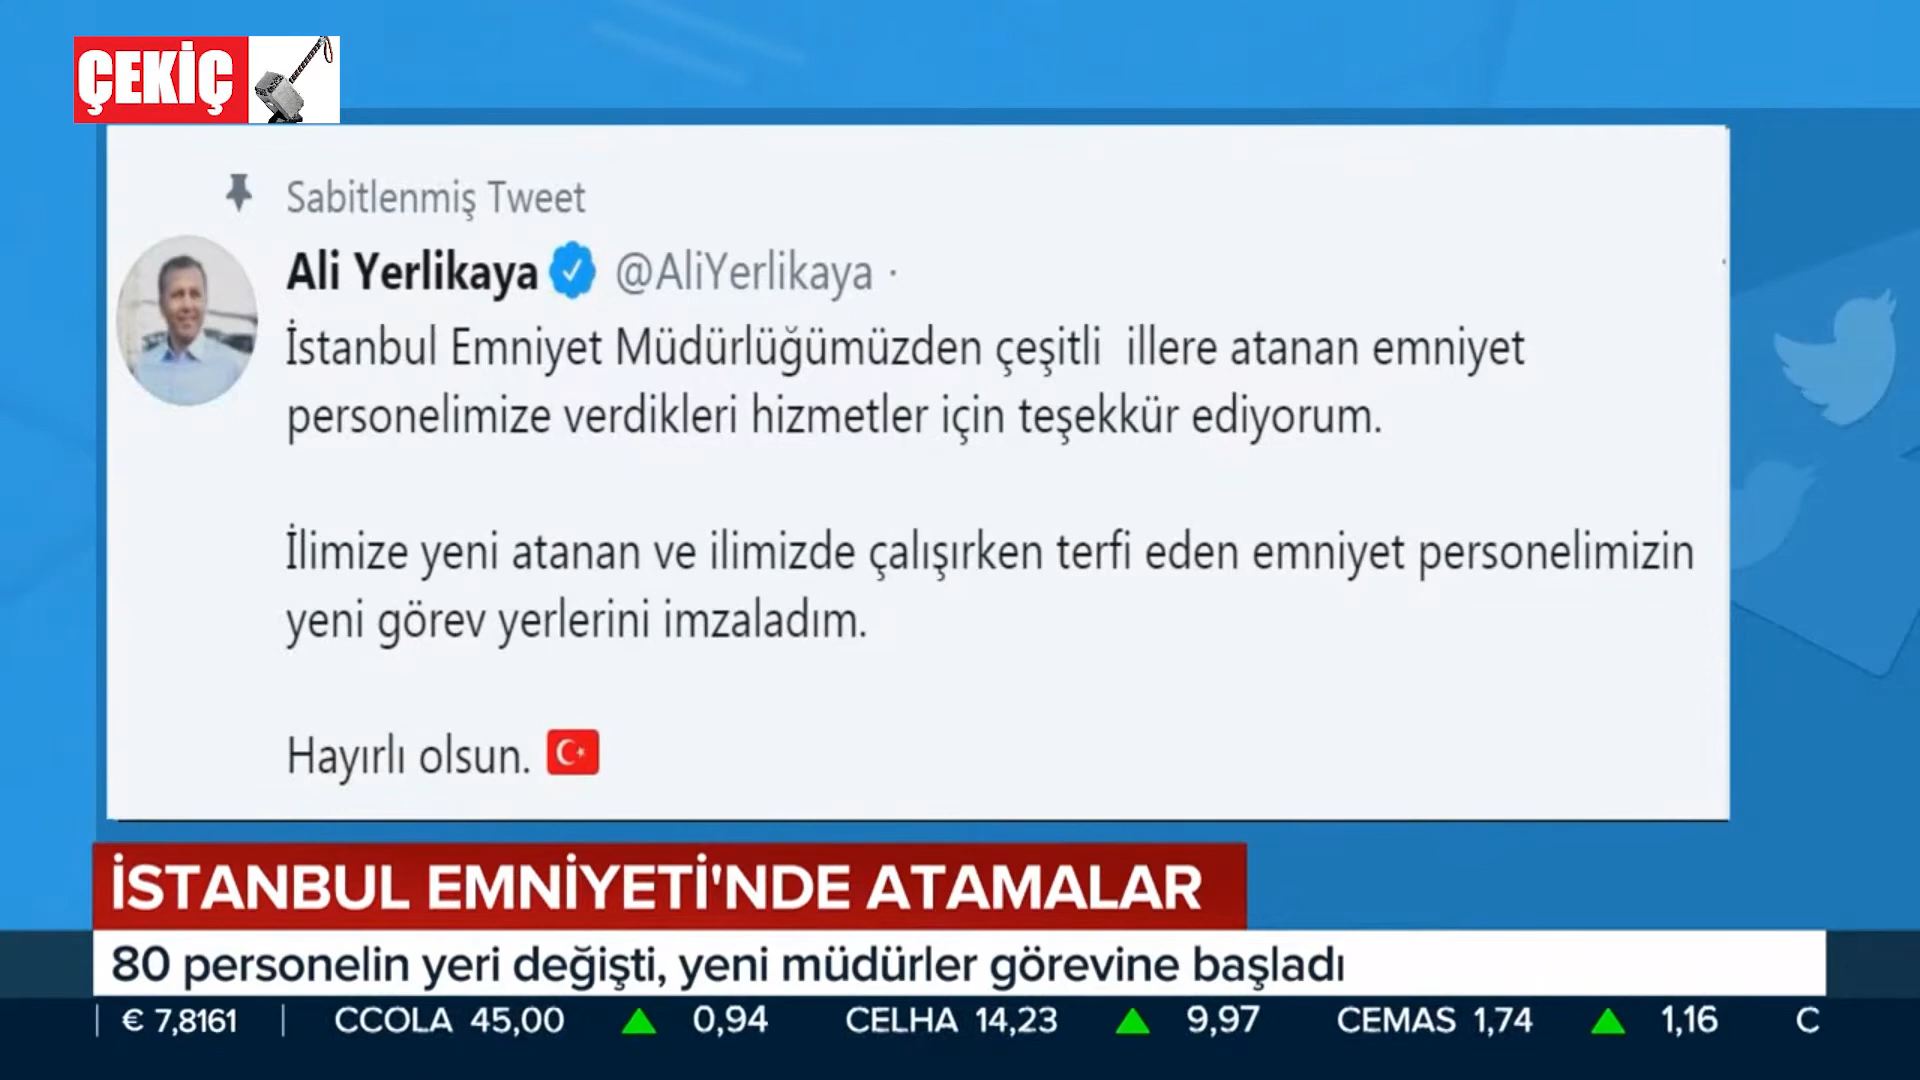 ÇEKİÇ
Sabitlenmiş Tweet
Ali Yerlikaya @AliYerlikaya ·
İstanbul Emniyet Müdürlüğümüzden çeşitli illere atanan emniyet
personelimize verdikleri hizmetler için teşekkür ediyorum.
İlimize yeni atanan ve ilimizde çalışırken terfi eden emniyet personelimizin
yeni görev yerlerini imzaladım.
Hayırlı olsun.
İSTANBUL EMNİYETİ'NDE ATAMALAR
80 personelin yeri değişti, yeni müdürler görevine başladı
€ 7,8161 CCOLA 45,00 0,94 CELHA 14,23 9,97 CEMAS 1,74 1,16 C